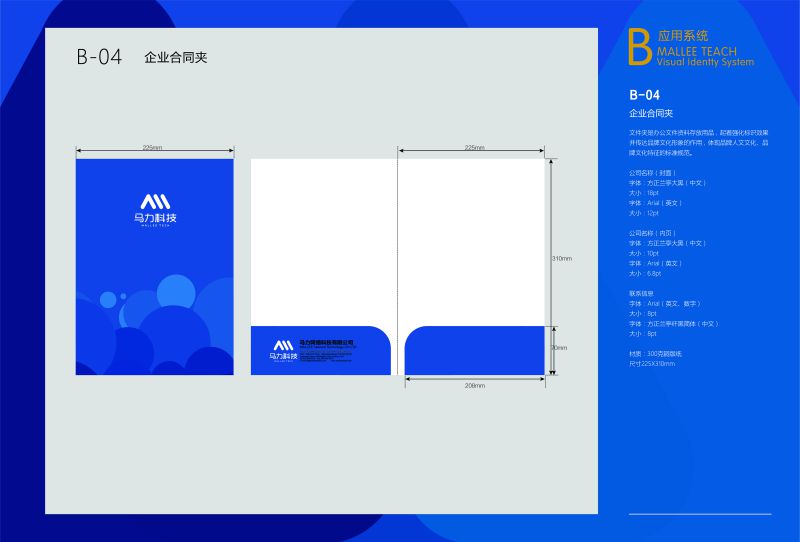 B-04 企业合同夹
225mm
225mm
马力科技
MALLEE TECH
310mm
70mm
208mm
马力科技
马力网络科技有限公司
B 应用系统
MALLEE TEACH
Visual Identty System
B-04
企业合同夹
文件夹是办公文件资料存放用品，起着强化标识效果
并传达品牌文化形象的作用，体现品牌人文文化、品
牌文化特征的标准规范。
公司名称（封面）
字体：方正兰亭大黑（中文）
大小：18pt
字体：Arial（英文）
大小：12pt
公司名称（内页）
字体：方正兰亭大黑（中文）
大小：10pt
字体：Arial（英文）
大小：6.8pt
联系信息
字体：Arial（英文、数字）
大小：8pt
字体：方正兰亭纤黑简体（中文）
大小：8pt
材质：300克铜版纸
尺寸225X310mm